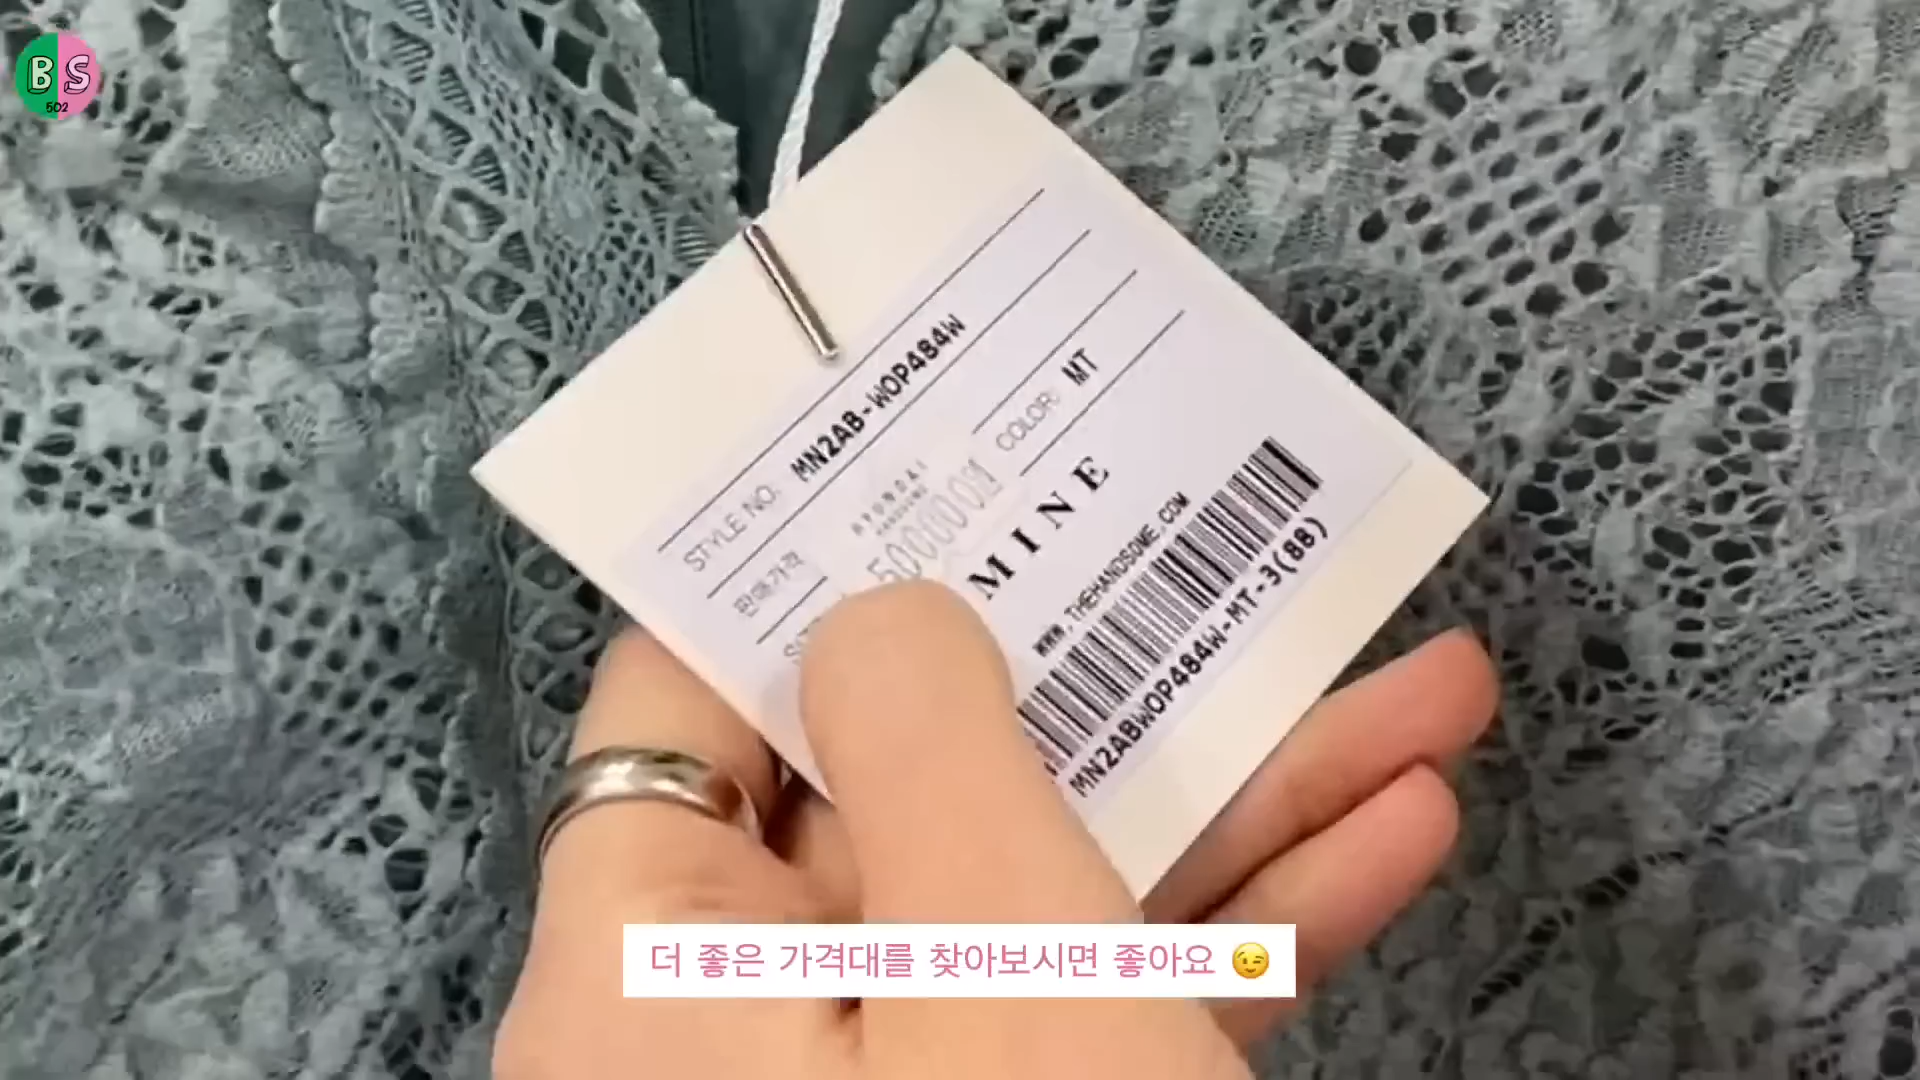 B S
502
STYLE NO. MN2AB-WOP484W
판매가격
COLOR: MT
MINE
WWW.THEHANDSOME.COM
MN2ABWOP484W-MT-3(88)
더 좋은 가격대를 찾아보시면 좋아요 😉